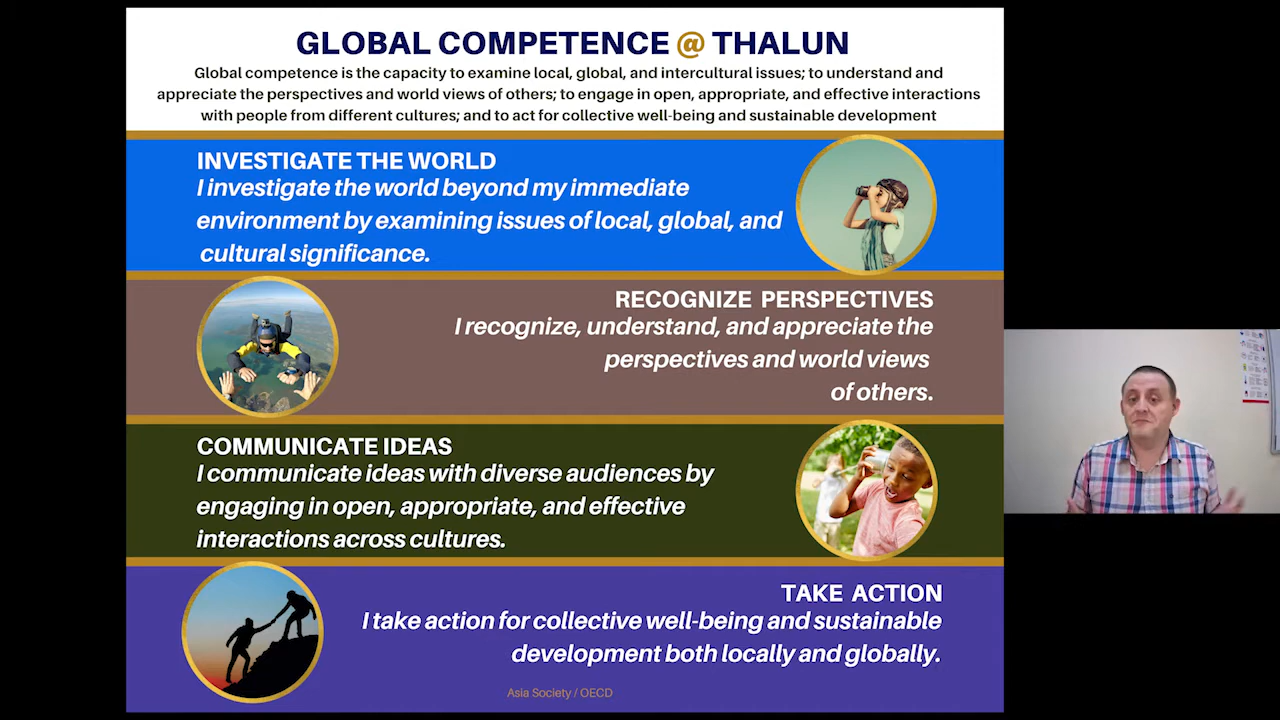 GLOBAL COMPETENCE @ THALUN
Global competence is the capacity to examine local, global, and intercultural issues; to understand and
appreciate the perspectives and world views of others; to engage in open, appropriate, and effective interactions
with people from different cultures; and to act for collective well-being and sustainable development
INVESTIGATE THE WORLD
I investigate the world beyond my immediate
environment by examining issues of local, global, and
cultural significance.
RECOGNIZE PERSPECTIVES
I recognize, understand, and appreciate the
perspectives and world views
of others.
COMMUNICATE IDEAS
I communicate ideas with diverse audiences by
engaging in open, appropriate, and effective
interactions across cultures.
TAKE ACTION
I take action for collective well-being and sustainable
development both locally and globally.
Asia Society / OECD